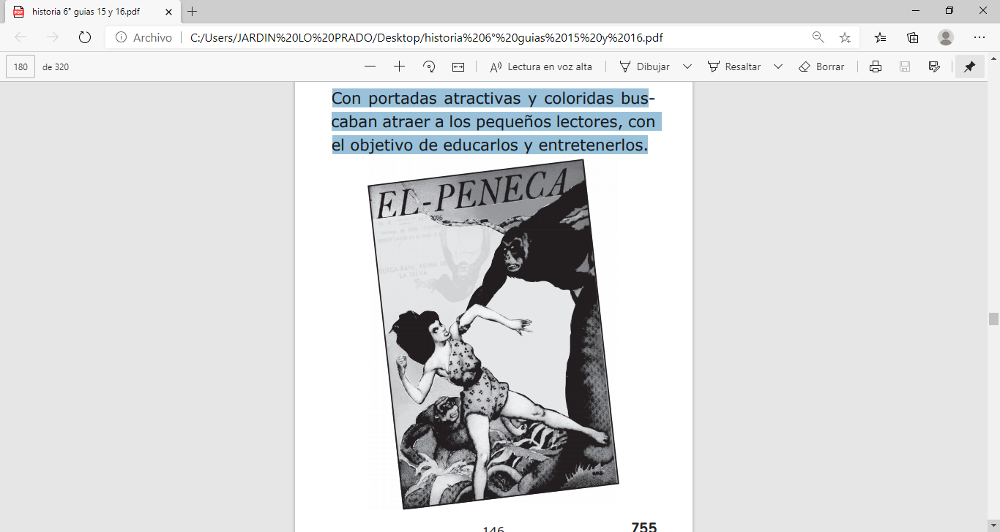 historia 6° guias 15 y 16.pdf
Archivo
C:/Users/JARDIN%20LO%20PRADO/Desktop/historia%206°%20guias%2015%20y%2016.pdf
180 de 320
Lectura en voz alta
Dibujar
Resaltar
Borrar
Con portadas atractivas y coloridas bus-
caban atraer a los pequeños lectores, con
el objetivo de educarlos y entretenerlos.
EL-PENECA
2096
DURGA-RANI, REINA DE
LA SELVA
146
755